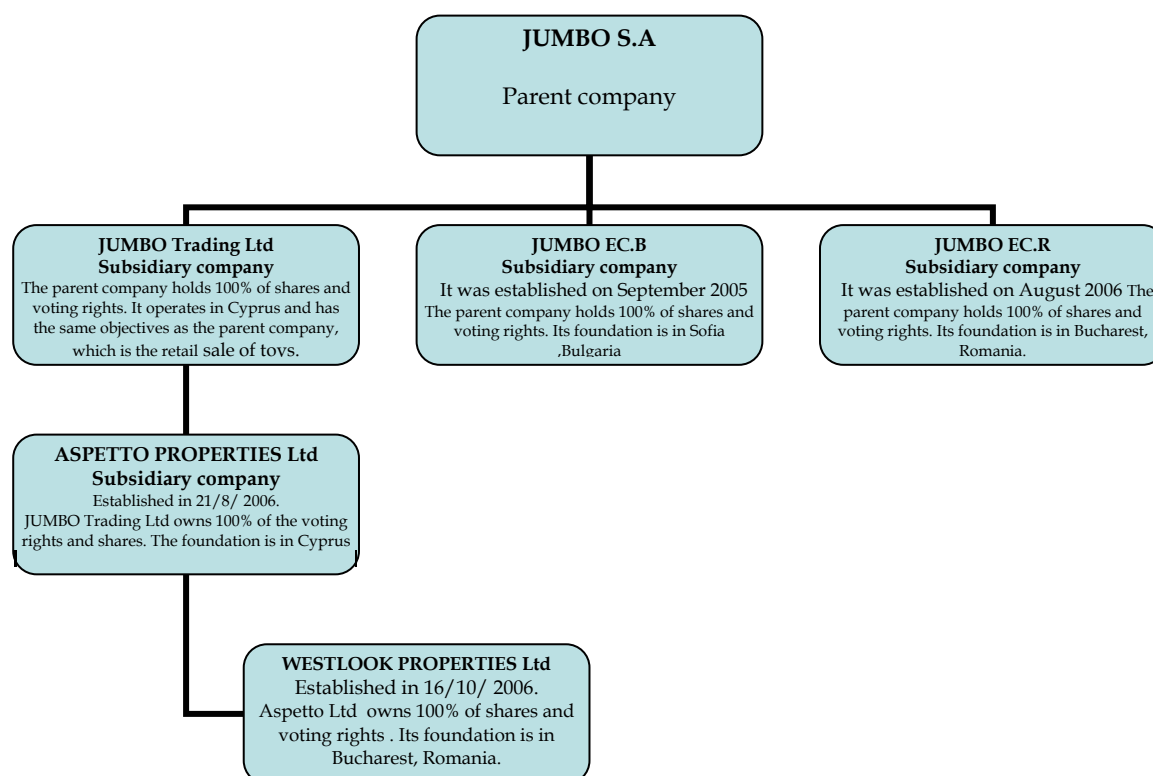 JUMBO S.A
Parent company
JUMBO Trading Ltd
Subsidiary company
The parent company holds 100% of shares and
voting rights. It operates in Cyprus and has
the same objectives as the parent company,
which is the retail sale of toys.
JUMBO EC.B
Subsidiary company
It was established on September 2005
The parent company holds 100% of shares and
voting rights. Its foundation is in Sofia
,Bulgaria
JUMBO EC.R
Subsidiary company
It was established on August 2006 The
parent company holds 100% of shares and
voting rights. Its foundation is in Bucharest,
Romania.
ASPETTO PROPERTIES Ltd
Subsidiary company
Established in 21/8/ 2006.
JUMBO Trading Ltd owns 100% of the voting
rights and shares. The foundation is in Cyprus
WESTLOOK PROPERTIES Ltd
Established in 16/10/ 2006.
Aspetto Ltd owns 100% of shares and
voting rights . Its foundation is in
Bucharest, Romania.